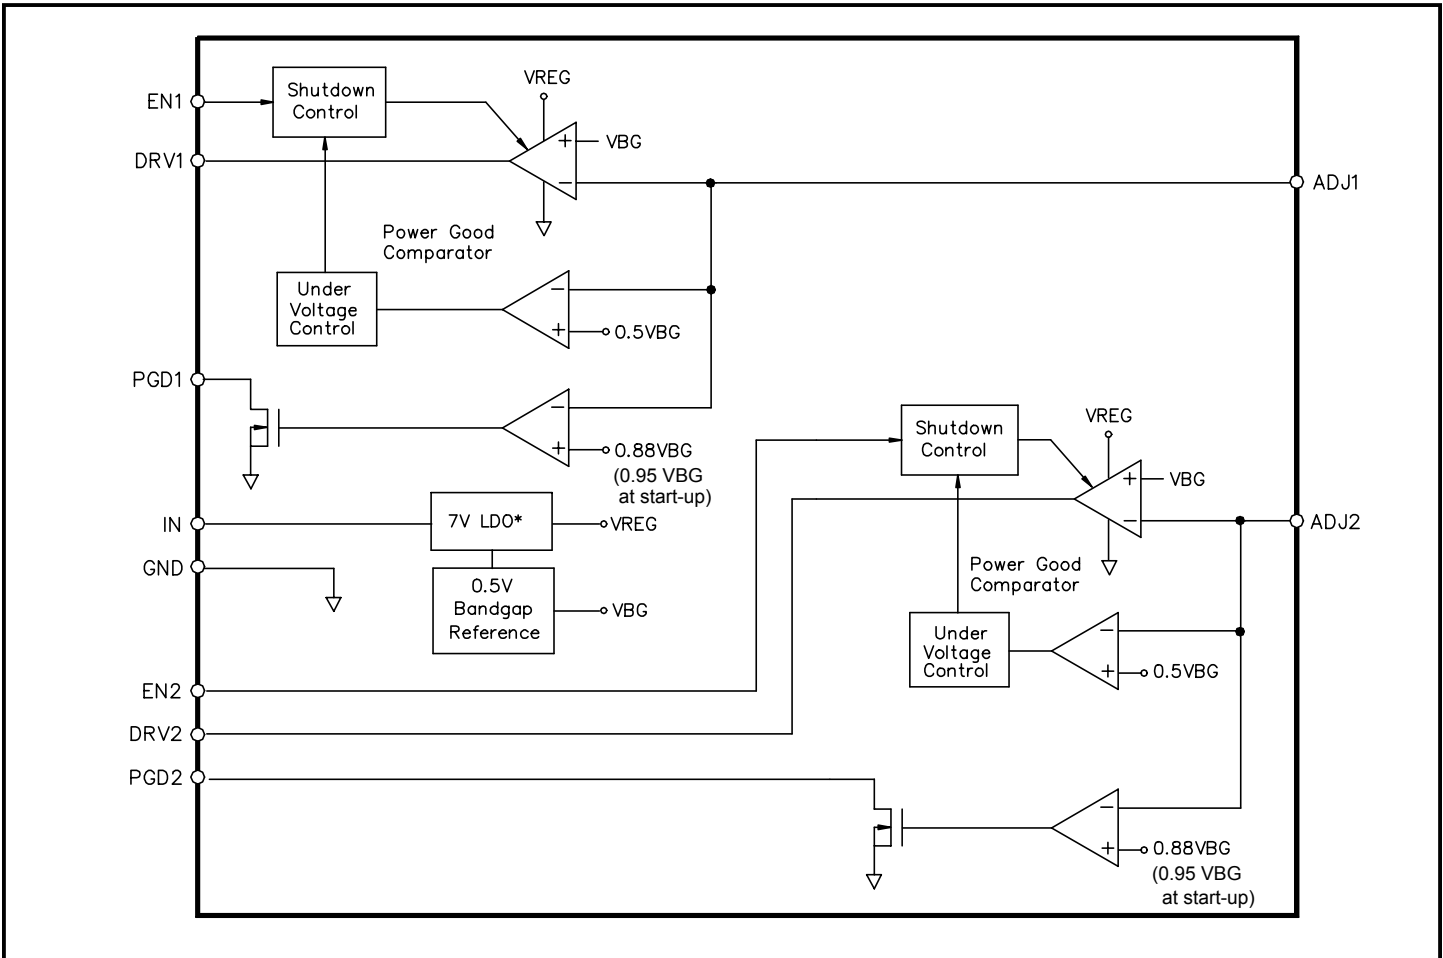 VREG
EN1
Shutdown
Control
+
VBG
DRV1
−
ADJ1
Power Good
Comparator
Under
Voltage
Control
−
+
0.5VBG
PGD1
−
+
0.88VBG
(0.95 VBG
at start-up)
IN
7V LDO*
VREG
GND
0.5V
Bandgap
Reference
VBG
VREG
Shutdown
Control
+
VBG
−
ADJ2
Power Good
Comparator
Under
Voltage
Control
−
+
0.5VBG
EN2
DRV2
PGD2
−
+
0.88VBG
(0.95 VBG
at start-up)